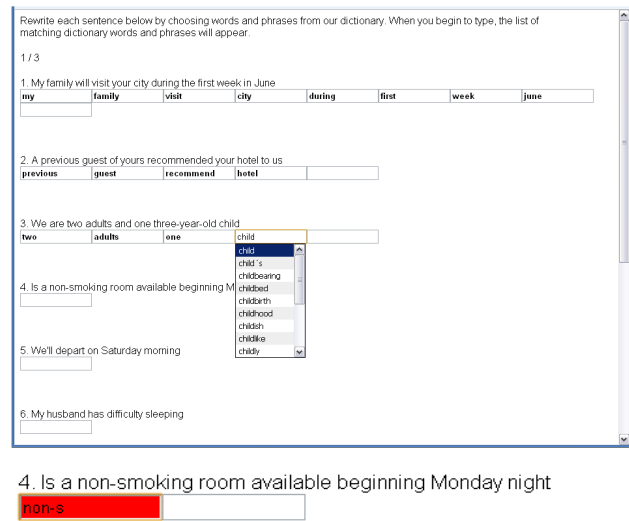 Rewrite each sentence below by choosing words and phrases from our dictionary. When you begin to type, the list of
matching dictionary words and phrases will appear.
1 / 3
1. My family will visit your city during the first week in June
my family visit city during first week june
2. A previous guest of yours recommended your hotel to us
previous guest recommend hotel
3. We are two adults and one three-year-old child
two adults one child
child
child ´s
childbearing
4. Is a non-smoking room available beginning M
childbed
childbirth
childhood
childish
childlike
5. We'll depart on Saturday morning
childly
6. My husband has difficulty sleeping
4. Is a non-smoking room available beginning Monday night
non-s